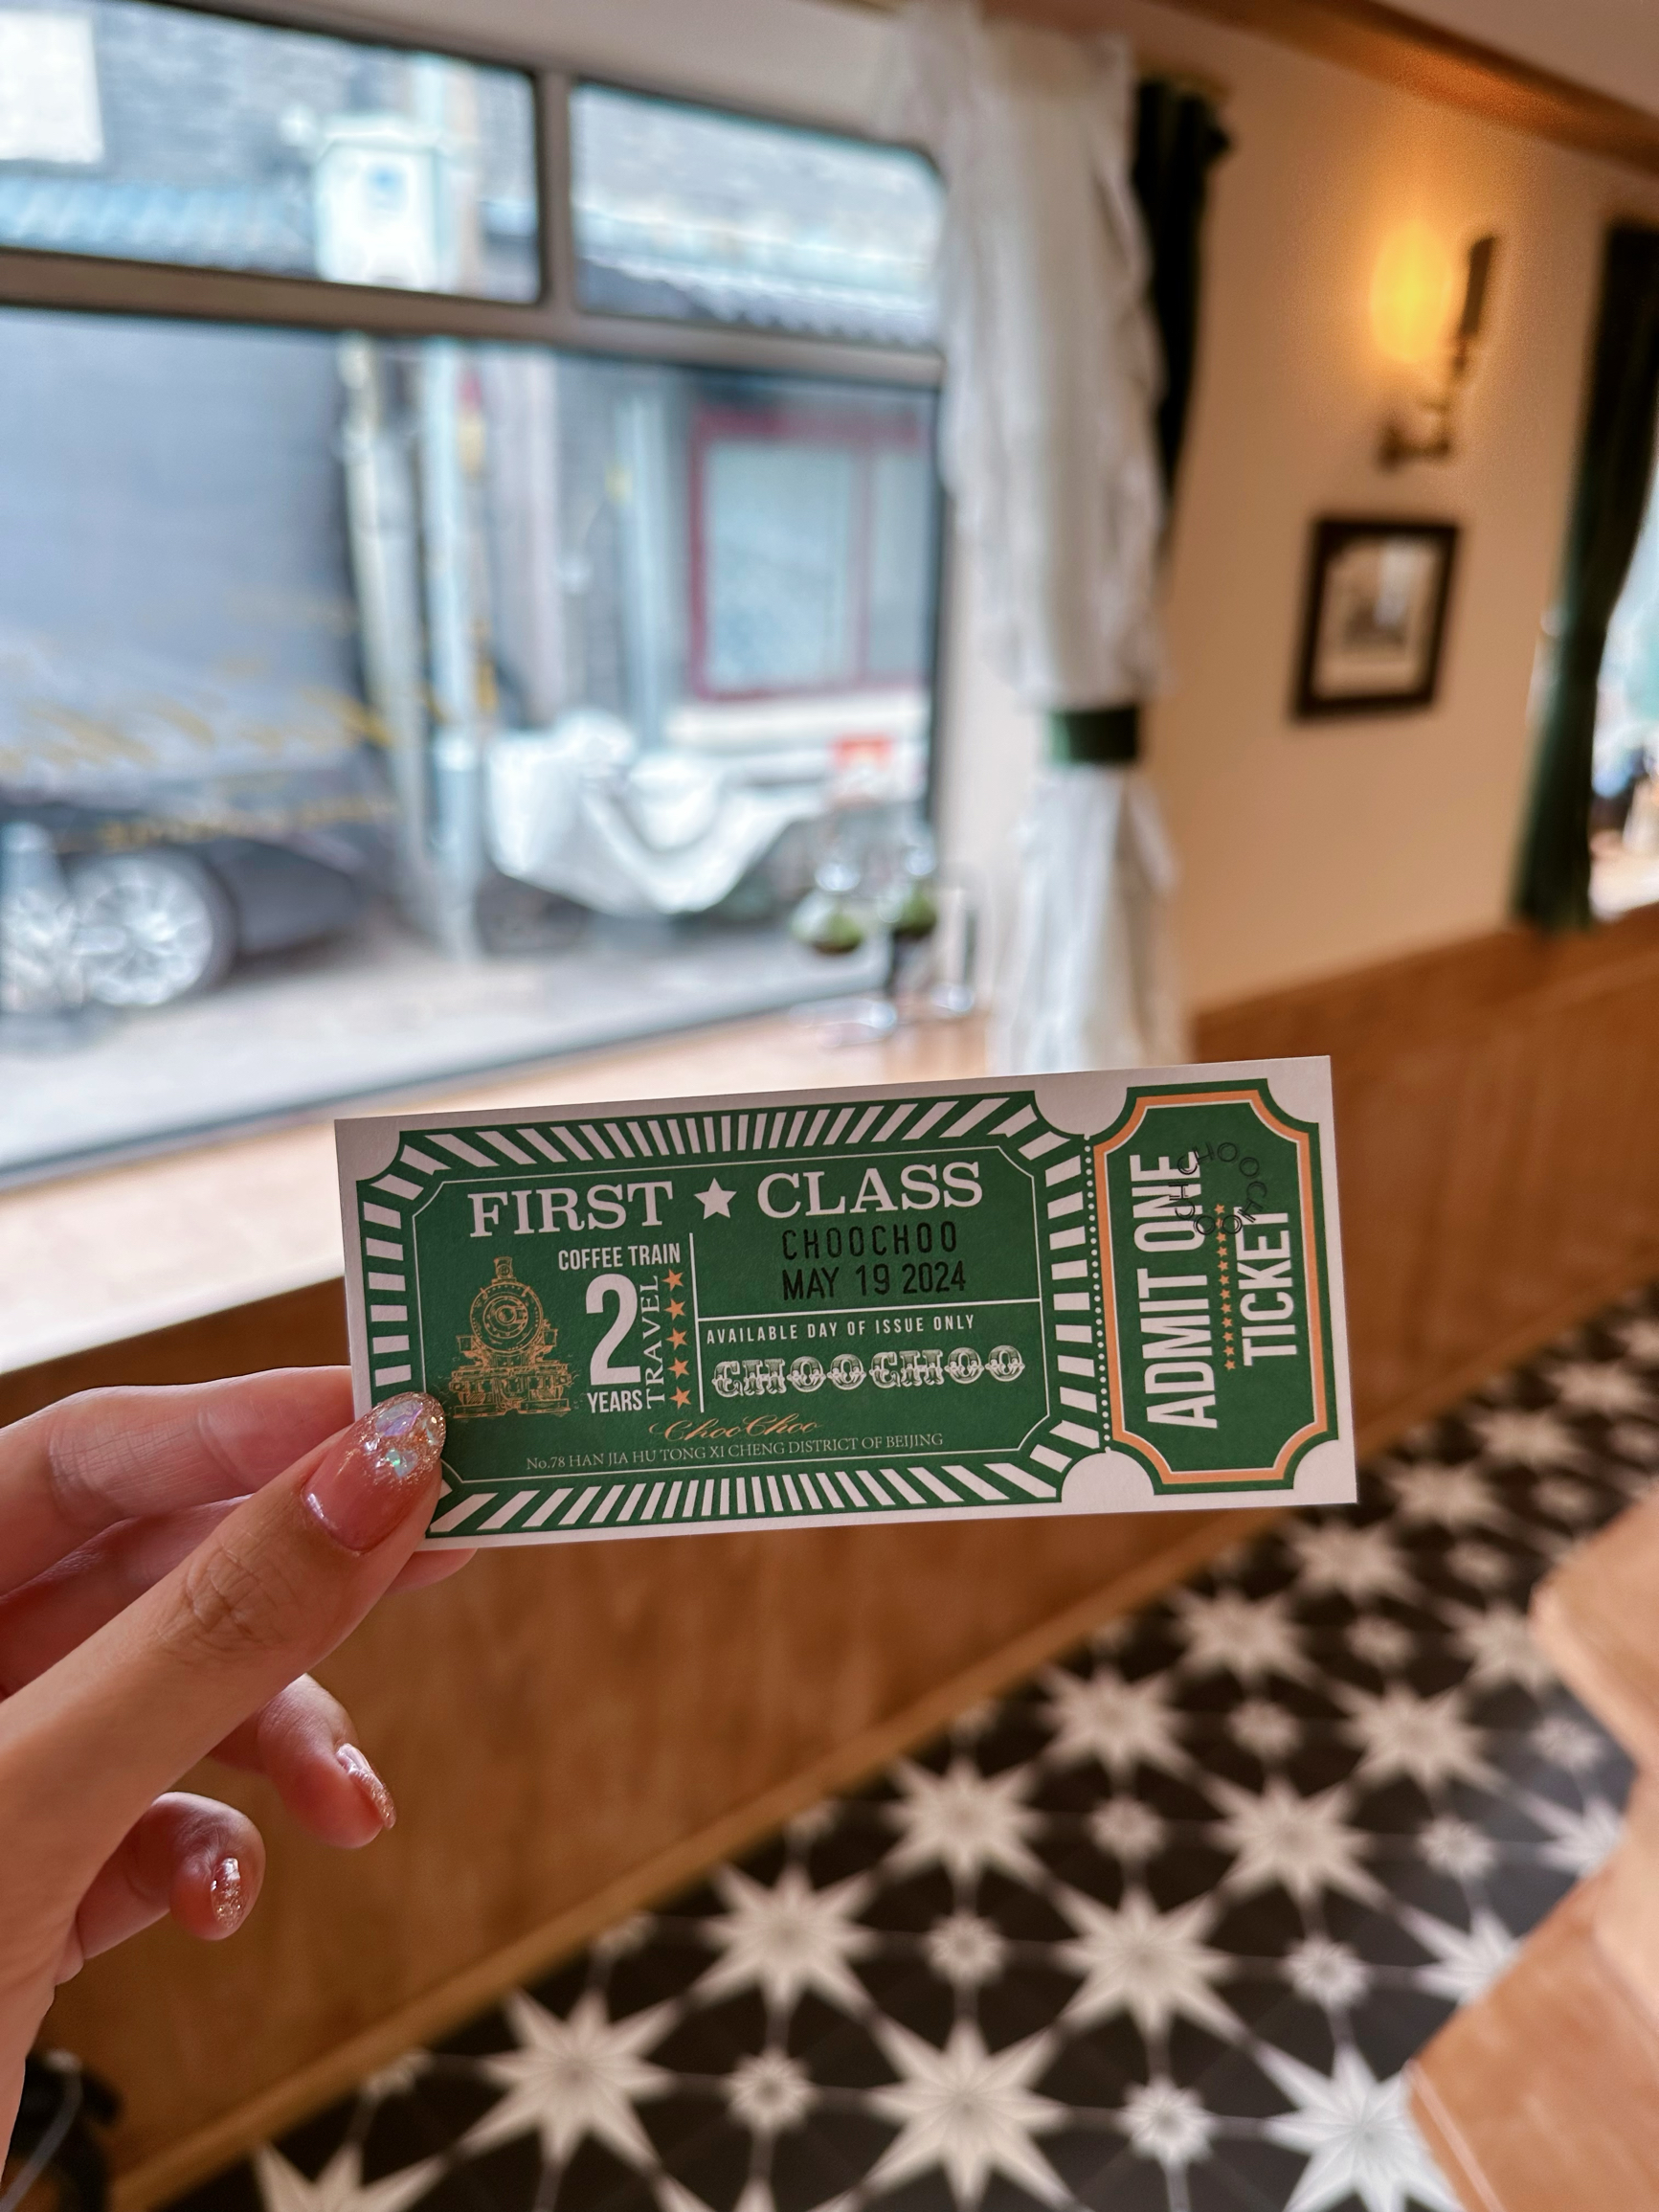 FIRST ★ CLASS
COFFEE TRAIN
2
YEARS
TRAVEL
CHOOCHOO
MAY 19 2024
AVAILABLE DAY OF ISSUE ONLY
CHOOCHOO
ChooChoo
No.78 HAN JIA HU TONG XI CHENG DISTRICT OF BEIJING
ADMIT ONE
TICKET
CHOOCHOO